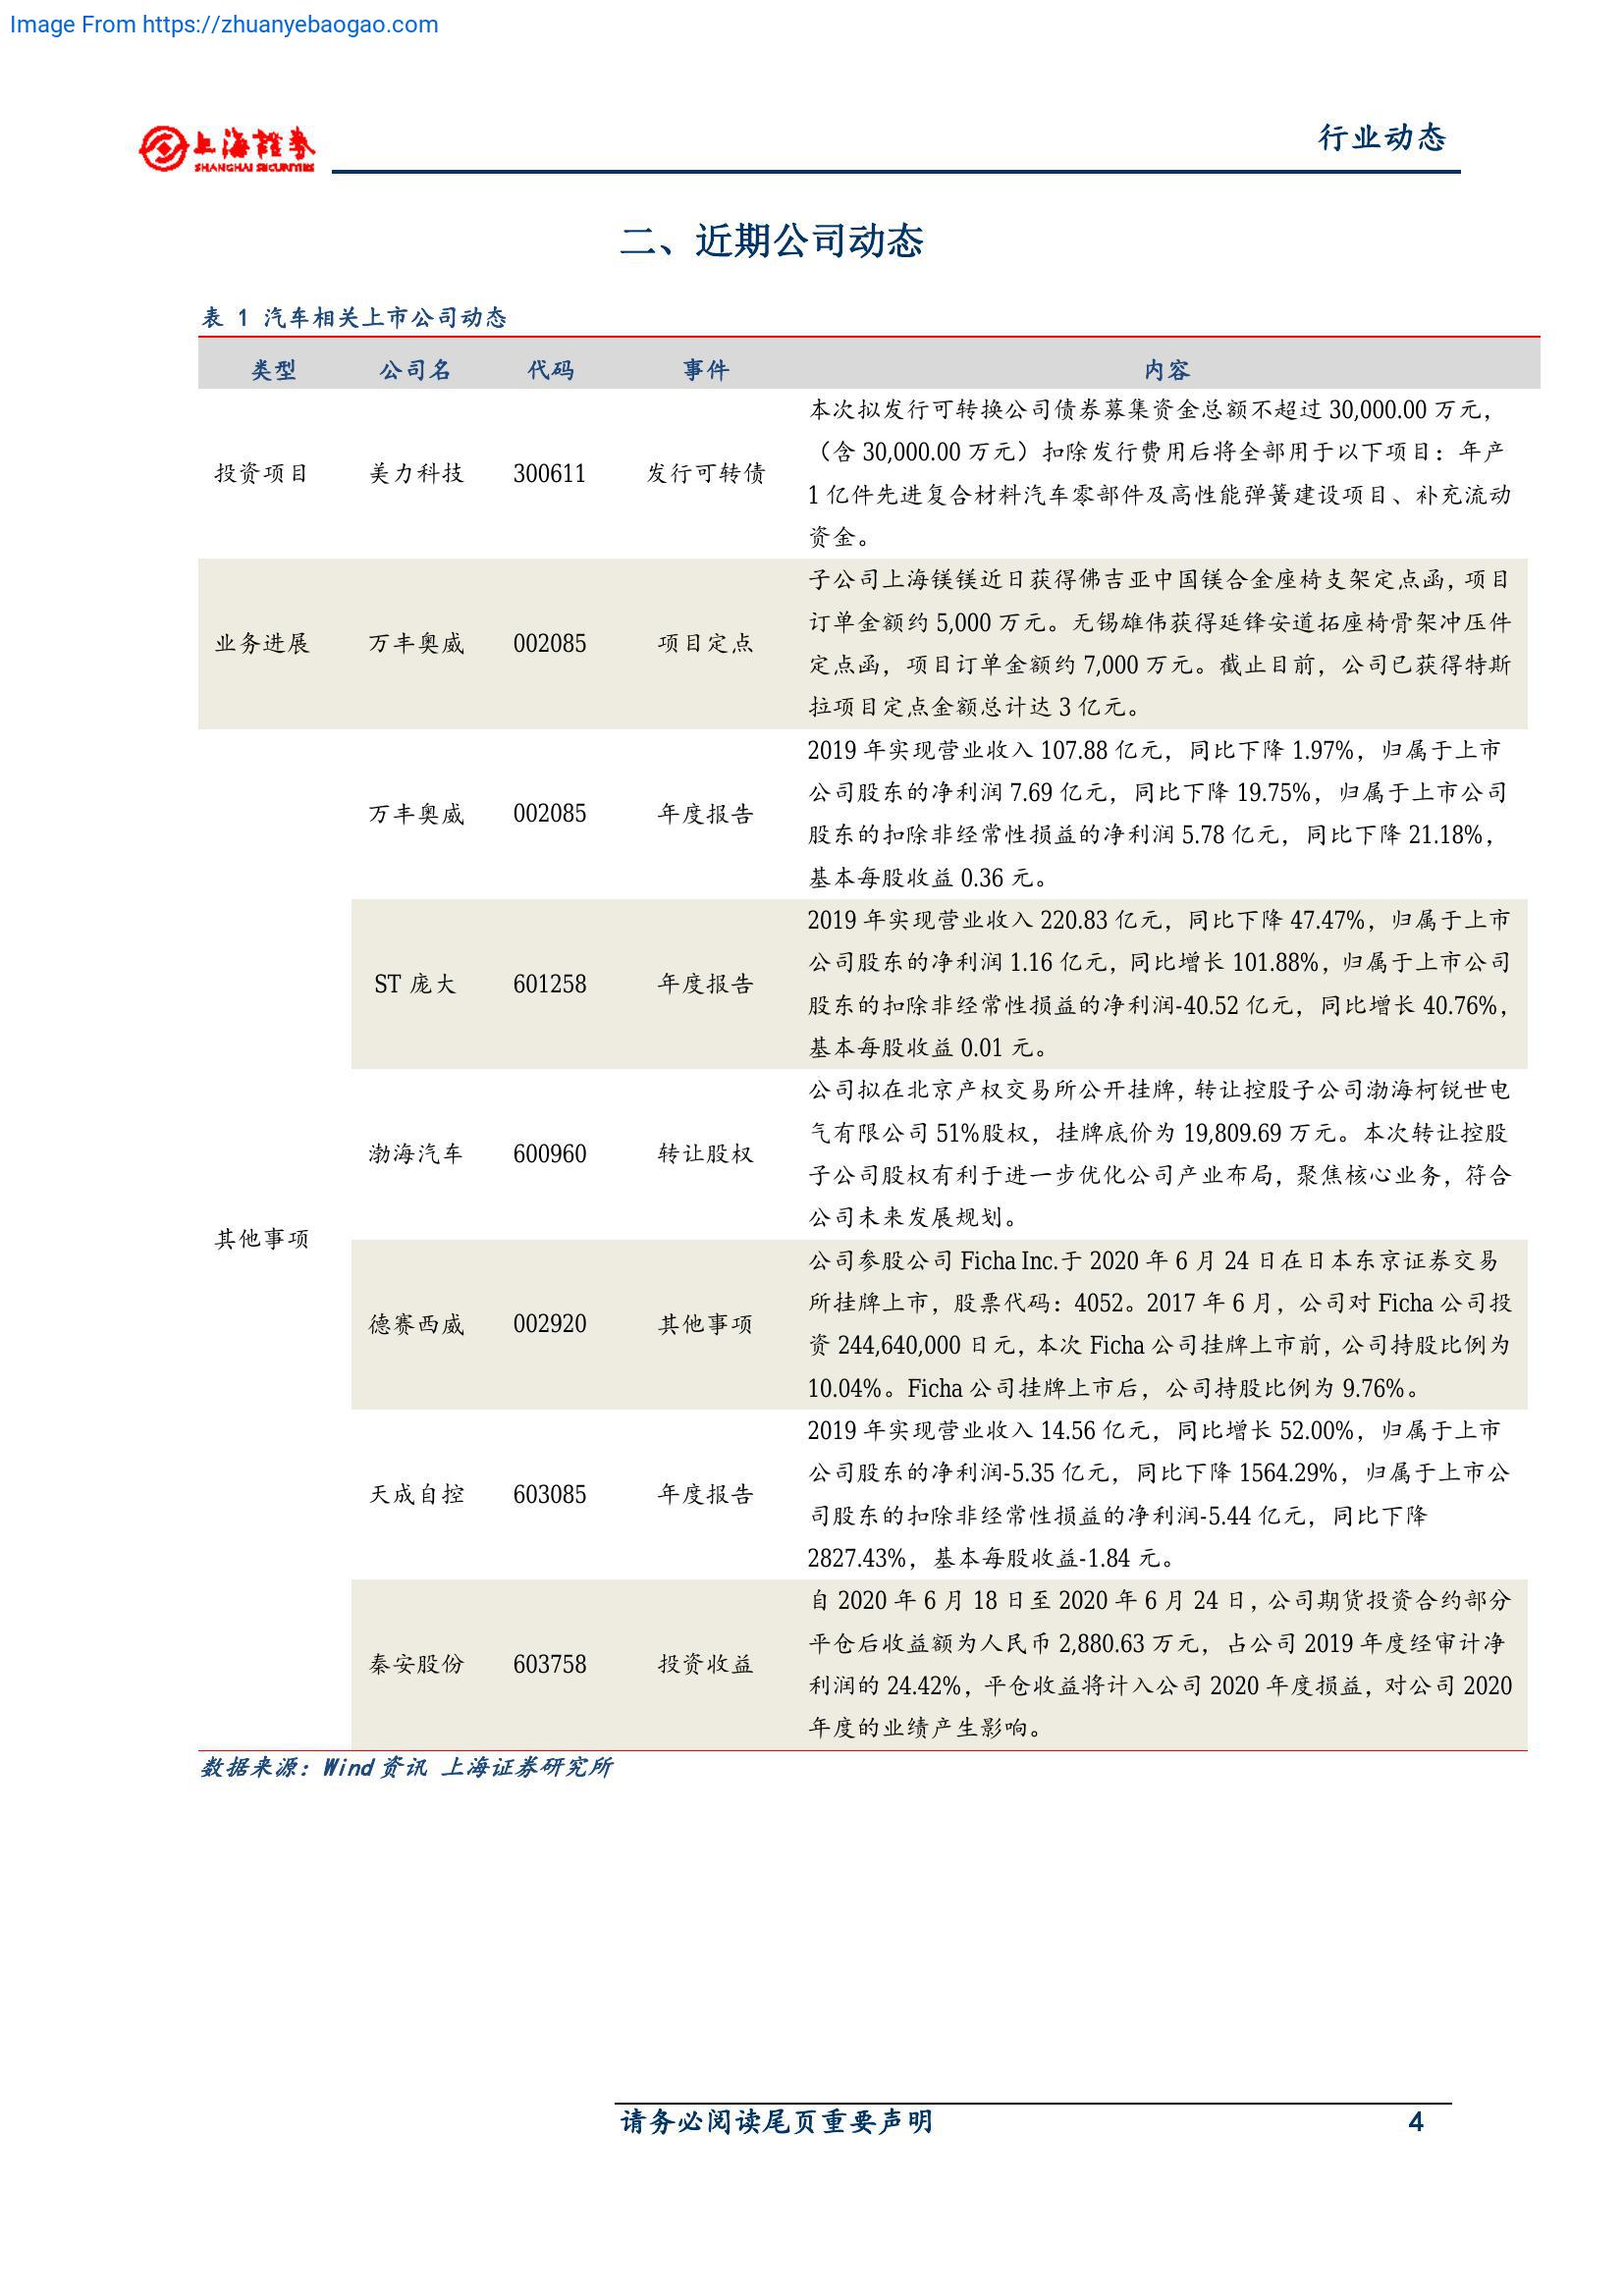 Image From https://zhuanyebaogao.com
上海證券
SHANGHAI SECURITIES
行业动态
二、近期公司动态
表 1 汽车相关上市公司动态
类型 公司名 代码 事件 内容
投资项目 美力科技 300611 发行可转债
本次拟发行可转换公司债券募集资金总额不超过 30,000.00 万元，
（含 30,000.00 万元）扣除发行费用后将全部用于以下项目：年产
1 亿件先进复合材料汽车零部件及高性能弹簧建设项目、补充流动
资金。
业务进展 万丰奥威 002085 项目定点
子公司上海镁镁近日获得佛吉亚中国镁合金座椅支架定点函，项目
订单金额约 5,000 万元。无锡雄伟获得延锋安道拓座椅骨架冲压件
定点函，项目订单金额约 7,000 万元。截止目前，公司已获得特斯
拉项目定点金额总计达 3 亿元。
其他事项
万丰奥威 002085 年度报告
2019 年实现营业收入 107.88 亿元，同比下降 1.97%，归属于上市
公司股东的净利润 7.69 亿元，同比下降 19.75%，归属于上市公司
股东的扣除非经常性损益的净利润 5.78 亿元，同比下降 21.18%，
基本每股收益 0.36 元。
ST 庞大 601258 年度报告
2019 年实现营业收入 220.83 亿元，同比下降 47.47%，归属于上市
公司股东的净利润 1.16 亿元，同比增长 101.88%，归属于上市公司
股东的扣除非经常性损益的净利润-40.52 亿元，同比增长 40.76%，
基本每股收益 0.01 元。
渤海汽车 600960 转让股权
公司拟在北京产权交易所公开挂牌，转让控股子公司渤海柯锐世电
气有限公司 51%股权，挂牌底价为 19,809.69 万元。本次转让控股
子公司股权有利于进一步优化公司产业布局，聚焦核心业务，符合
公司未来发展规划。
德赛西威 002920 其他事项
公司参股公司 Ficha Inc.于 2020 年 6 月 24 日在日本东京证券交易
所挂牌上市，股票代码：4052。2017 年 6 月，公司对 Ficha 公司投
资 244,640,000 日元，本次 Ficha 公司挂牌上市前，公司持股比例为
10.04%。Ficha 公司挂牌上市后，公司持股比例为 9.76%。
天成自控 603085 年度报告
2019 年实现营业收入 14.56 亿元，同比增长 52.00%，归属于上市
公司股东的净利润-5.35 亿元，同比下降 1564.29%，归属于上市公
司股东的扣除非经常性损益的净利润-5.44 亿元，同比下降
2827.43%，基本每股收益-1.84 元。
秦安股份 603758 投资收益
自 2020 年 6 月 18 日至 2020 年 6 月 24 日，公司期货投资合约部分
平仓后收益额为人民币 2,880.63 万元，占公司 2019 年度经审计净
利润的 24.42%，平仓收益将计入公司 2020 年度损益，对公司 2020
年度的业绩产生影响。
数据来源：Wind 资讯 上海证券研究所
请务必阅读尾页重要声明 4